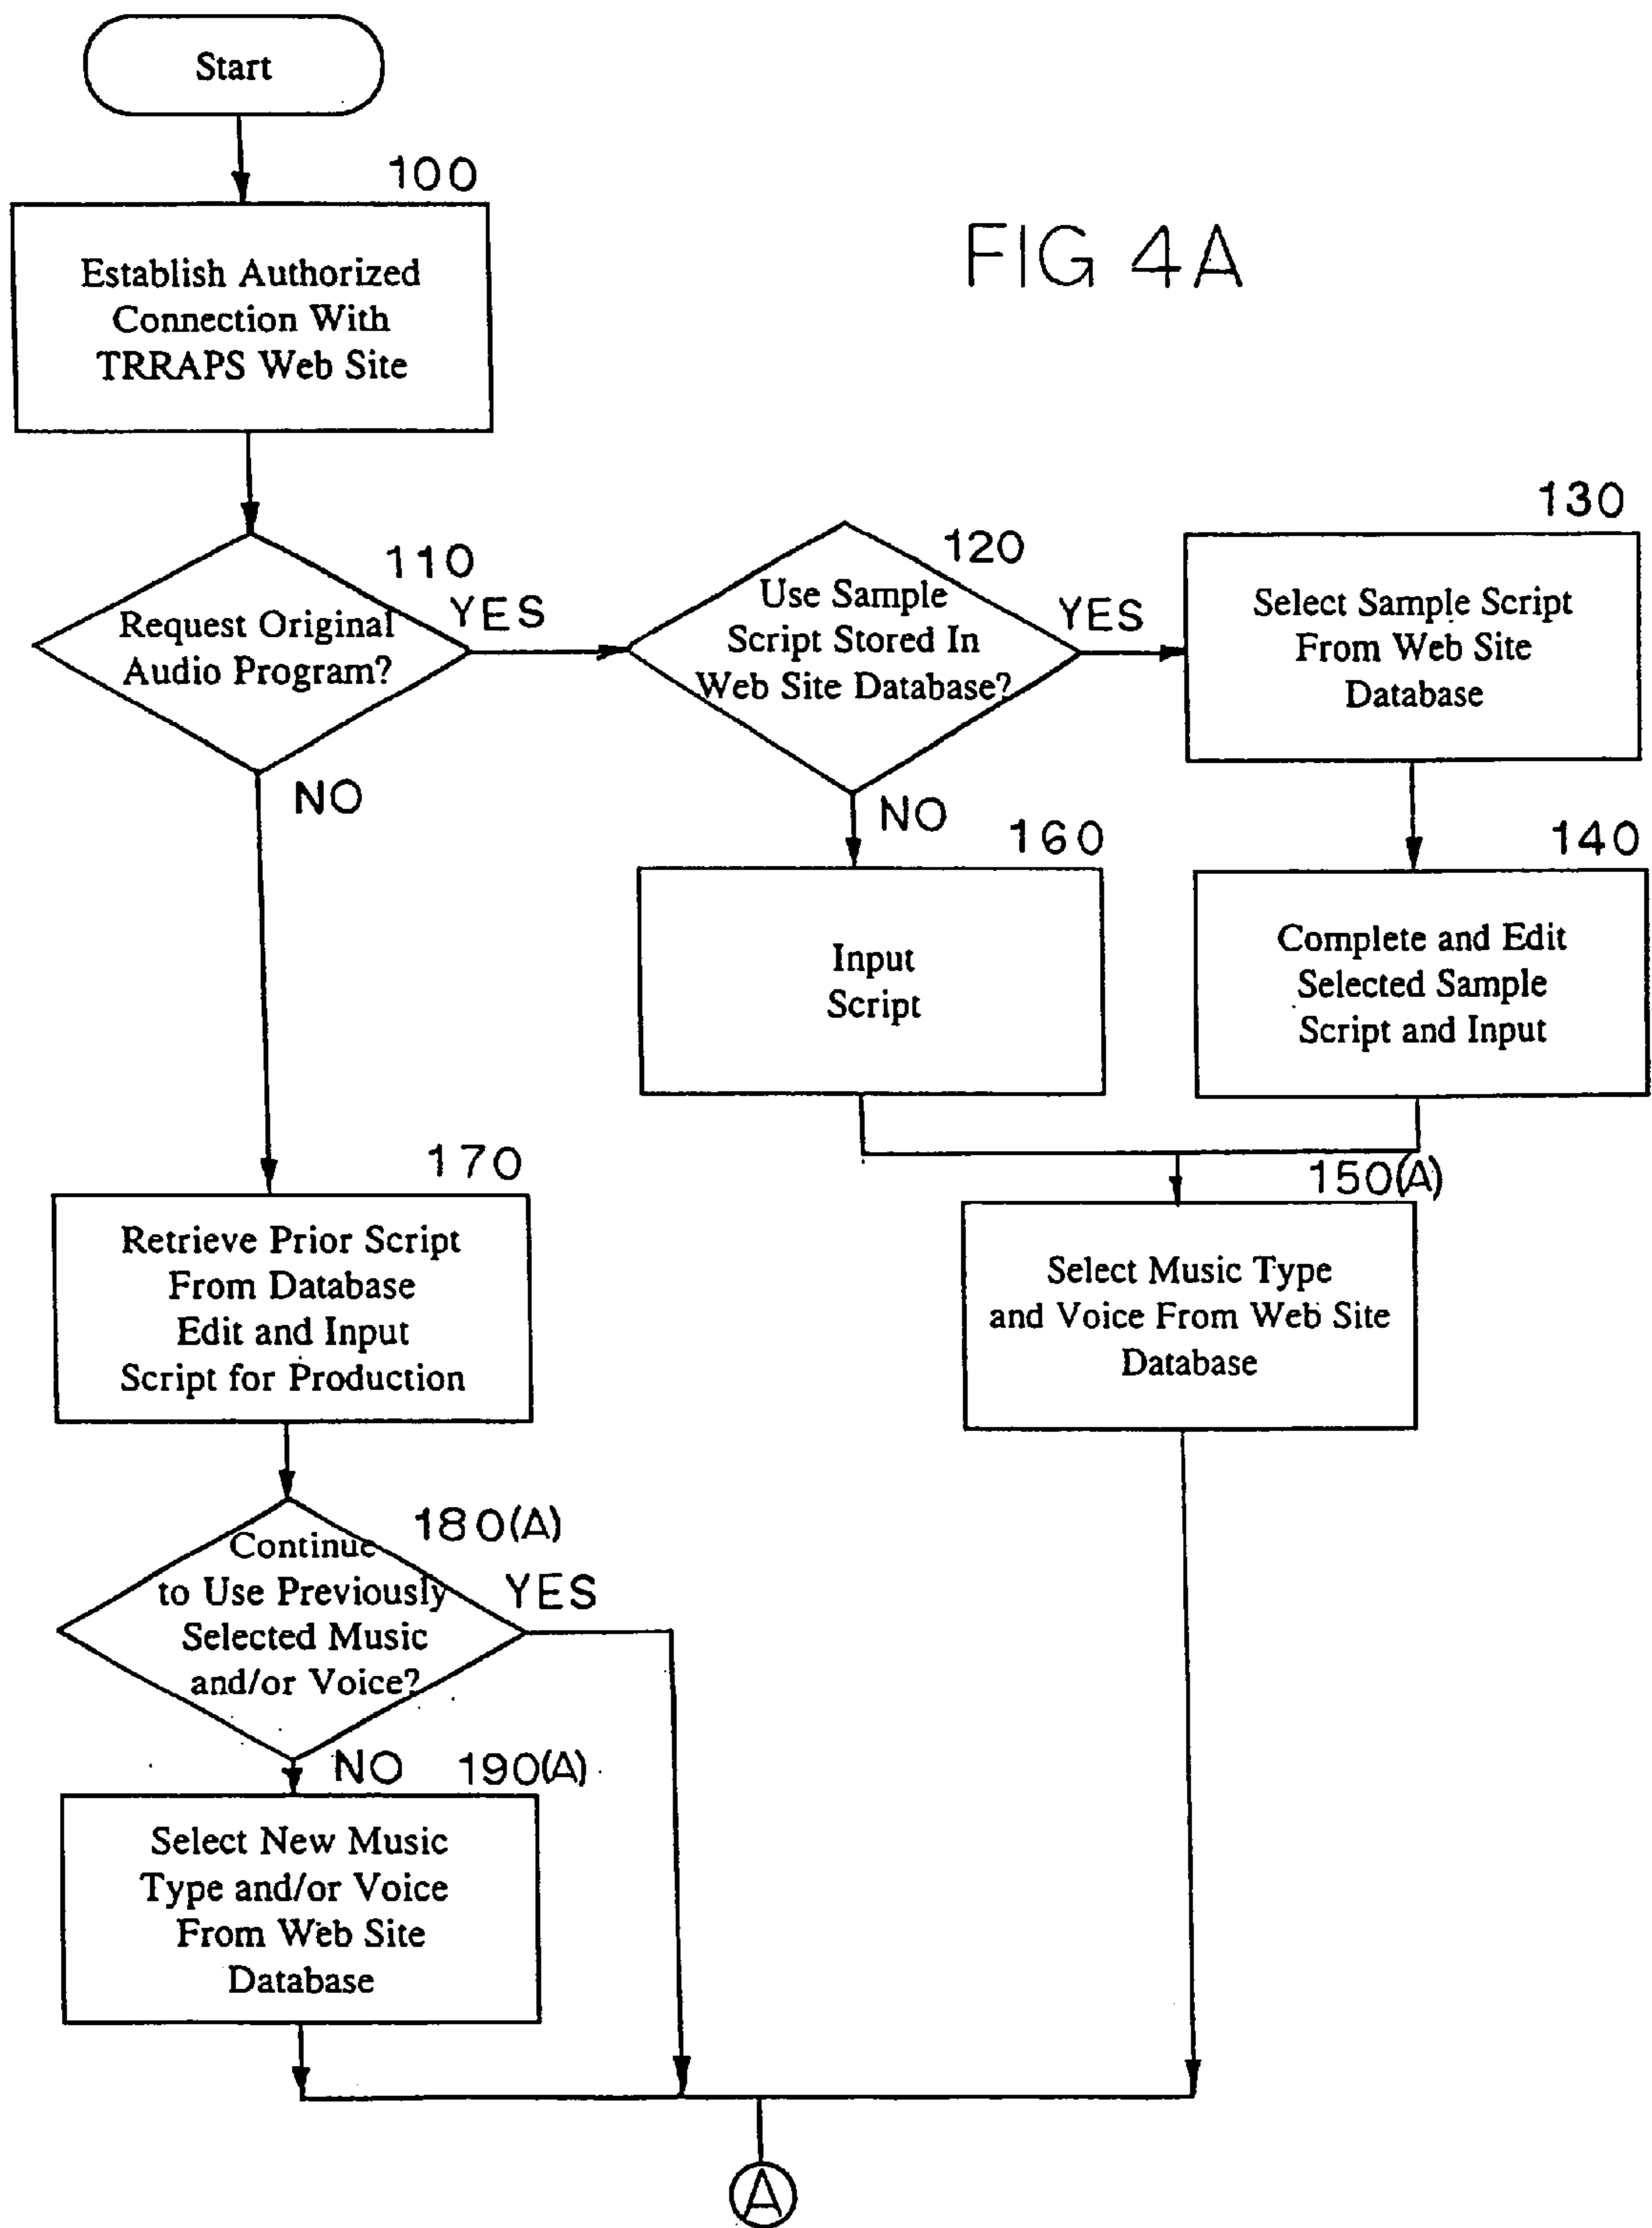 Start
100
Establish Authorized
Connection With
TRRAPS Web Site
FIG 4A
110
Request Original
Audio Program?
YES
NO
120
Use Sample
Script Stored In
Web Site Database?
YES
NO
130
Select Sample Script
From Web Site
Database
140
Complete and Edit
Selected Sample
Script and Input
160
Input
Script
150(A)
Select Music Type
and Voice From Web Site
Database
170
Retrieve Prior Script
From Database
Edit and Input
Script for Production
180(A)
Continue
to Use Previously
Selected Music
and/or Voice?
YES
NO
190(A)
Select New Music
Type and/or Voice
From Web Site
Database
A